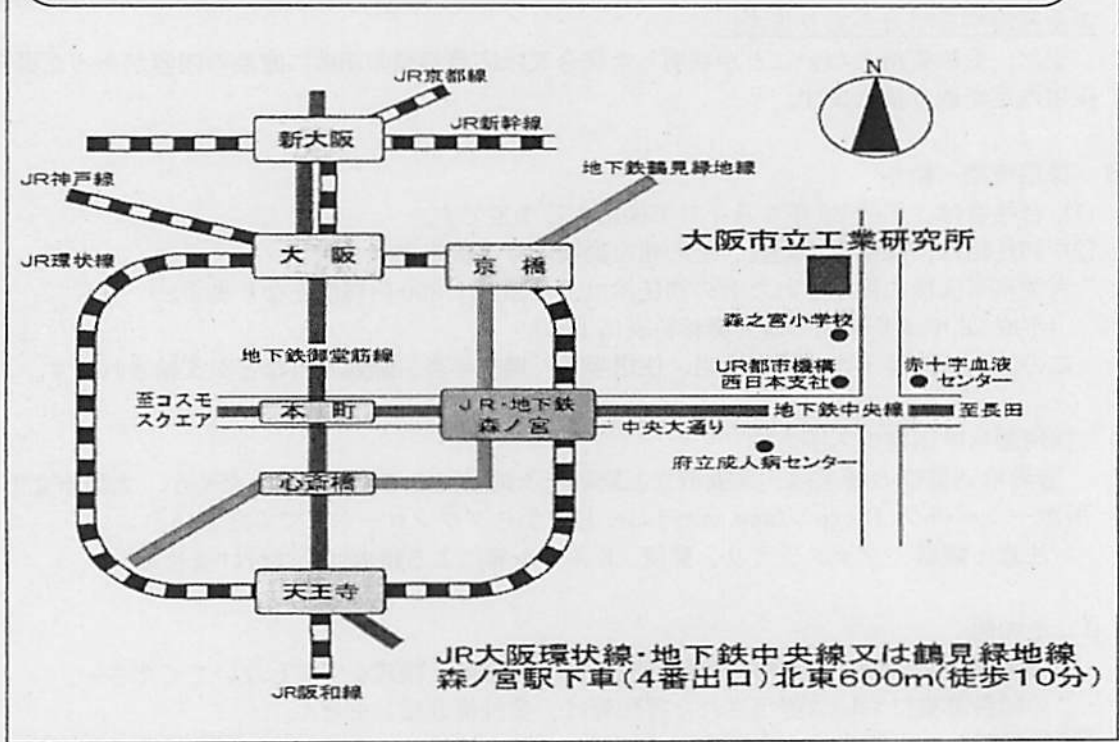 N
JR京都線
JR新幹線
新大阪
地下鉄鶴見緑地線
JR神戸線
大阪市立工業研究所
JR環状線
大阪
京橋
森之宮小学校
地下鉄御堂筋線
UR都市機構
西日本支社
赤十字血液
センター
至コスモ
スクエア
本町
JR・地下鉄
森ノ宮
地下鉄中央線
至長田
中央大通り
府立成人病センター
心斎橋
天王寺
JR阪和線
JR大阪環状線・地下鉄中央線又は鶴見緑地線
森ノ宮駅下車(4番出口)北東600m(徒歩10分)